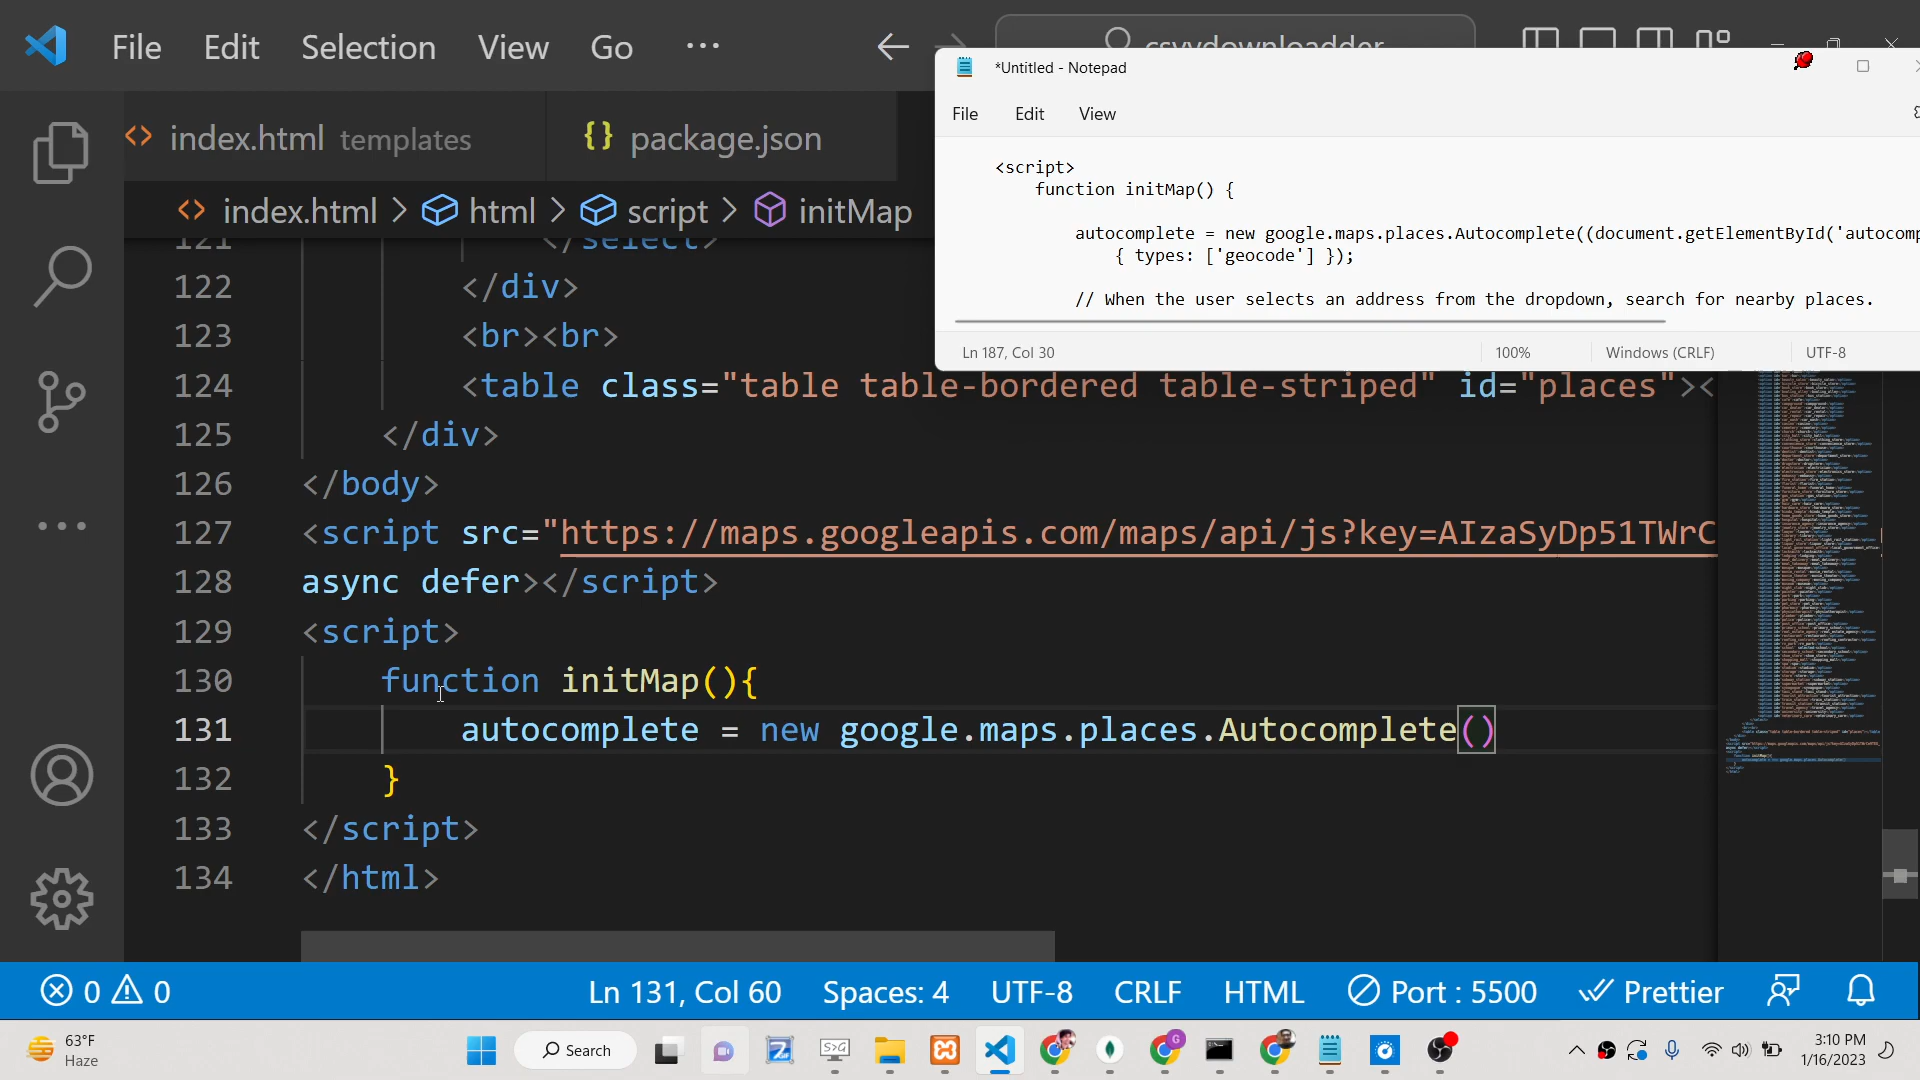 File Edit Selection View Go ···
csvvdownloadder
index.html templates
package.json
index.html > html > script > initMap
*Untitled - Notepad
File Edit View
<script>
function initMap() {
autocomplete = new google.maps.places.Autocomplete((document.getElementById('autocomp
{ types: ['geocode'] });
// When the user selects an address from the dropdown, search for nearby places.
Ln 187, Col 30 100% Windows (CRLF) UTF-8
121 </select>
122 </div>
123 <br><br>
124 <table class="table table-bordered table-striped" id="places"><
125 </div>
126 </body>
127 <script src="https://maps.googleapis.com/maps/api/js?key=AIzaSyDp51TWrC
128 async defer></script>
129 <script>
130 function initMap(){
131 autocomplete = new google.maps.places.Autocomplete()
132 }
133 </script>
134 </html>
0 0 Ln 131, Col 60 Spaces: 4 UTF-8 CRLF HTML Port : 5500 Prettier
63°F
Haze
Search
3:10 PM
1/16/2023